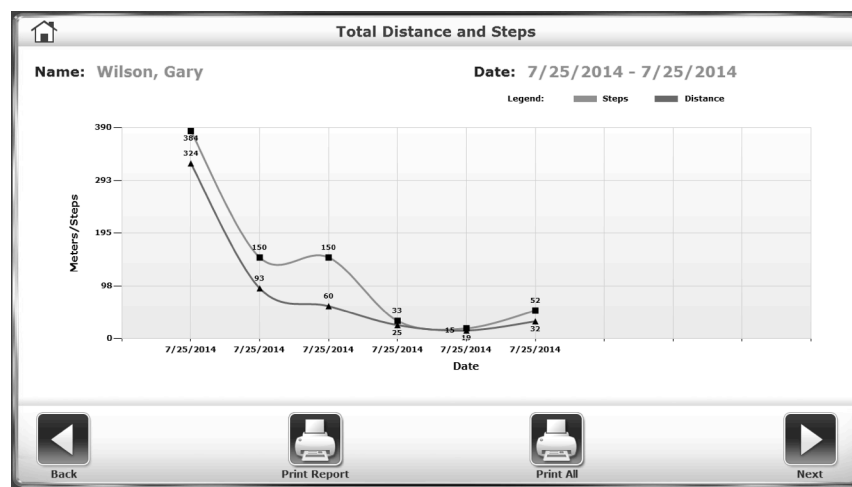 Total Distance and Steps
Name: Wilson, Gary
Date: 7/25/2014 - 7/25/2014
Legend: Steps Distance
390
384
324
293
Meters/Steps
195
150 150
93
98
60
52
33
15
32
25
19
0
7/25/2014 7/25/2014 7/25/2014 7/25/2014 7/25/2014 7/25/2014
Date
Back Print Report Print All Next